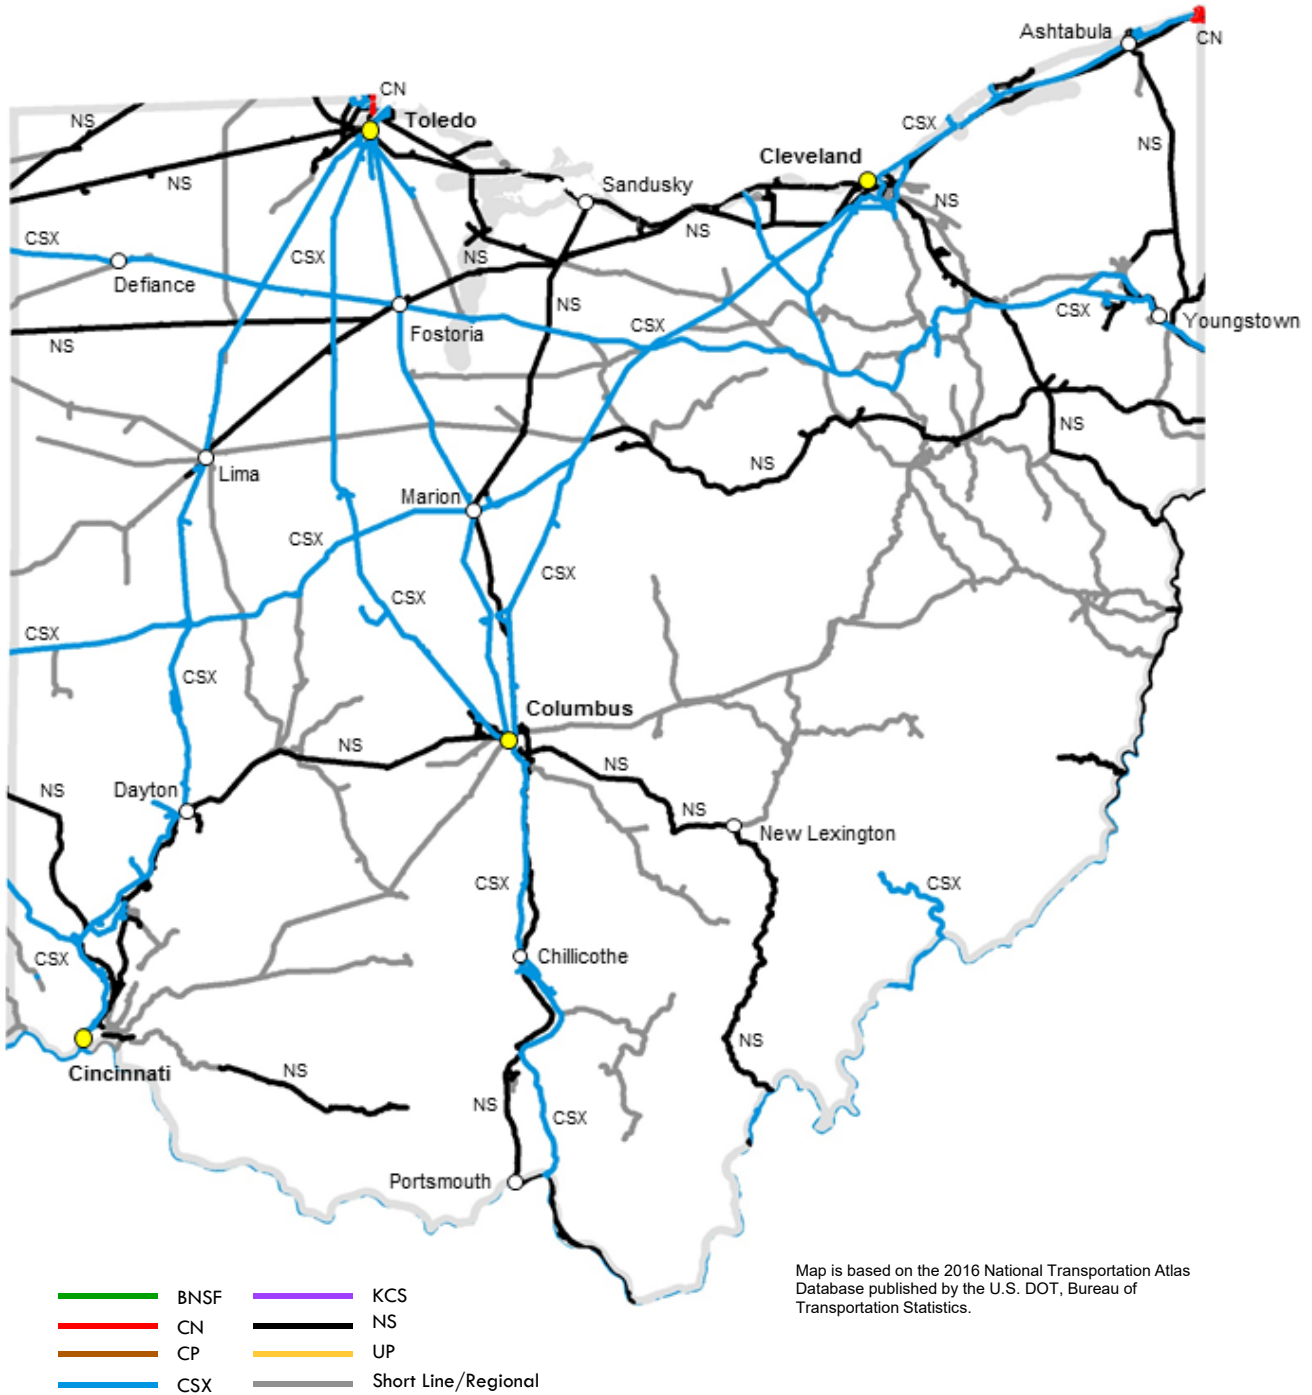 Ashtabula
CN
CN
NS
Toledo
CSX
Cleveland
NS
NS
Sandusky
NS
CSX
NS
CSX
NS
Defiance
NS
CSX
Youngstown
Fostoria
CSX
NS
NS
NS
Lima
Marion
CSX
CSX
CSX
CSX
CSX
Columbus
NS
NS
Dayton
NS
NS
New Lexington
CSX
CSX
CSX
Chillicothe
NS
Cincinnati
NS
NS
CSX
Portsmouth
Map is based on the 2016 National Transportation Atlas
Database published by the U.S. DOT, Bureau of
Transportation Statistics.
BNSF
KCS
CN
NS
CP
UP
CSX
Short Line/Regional